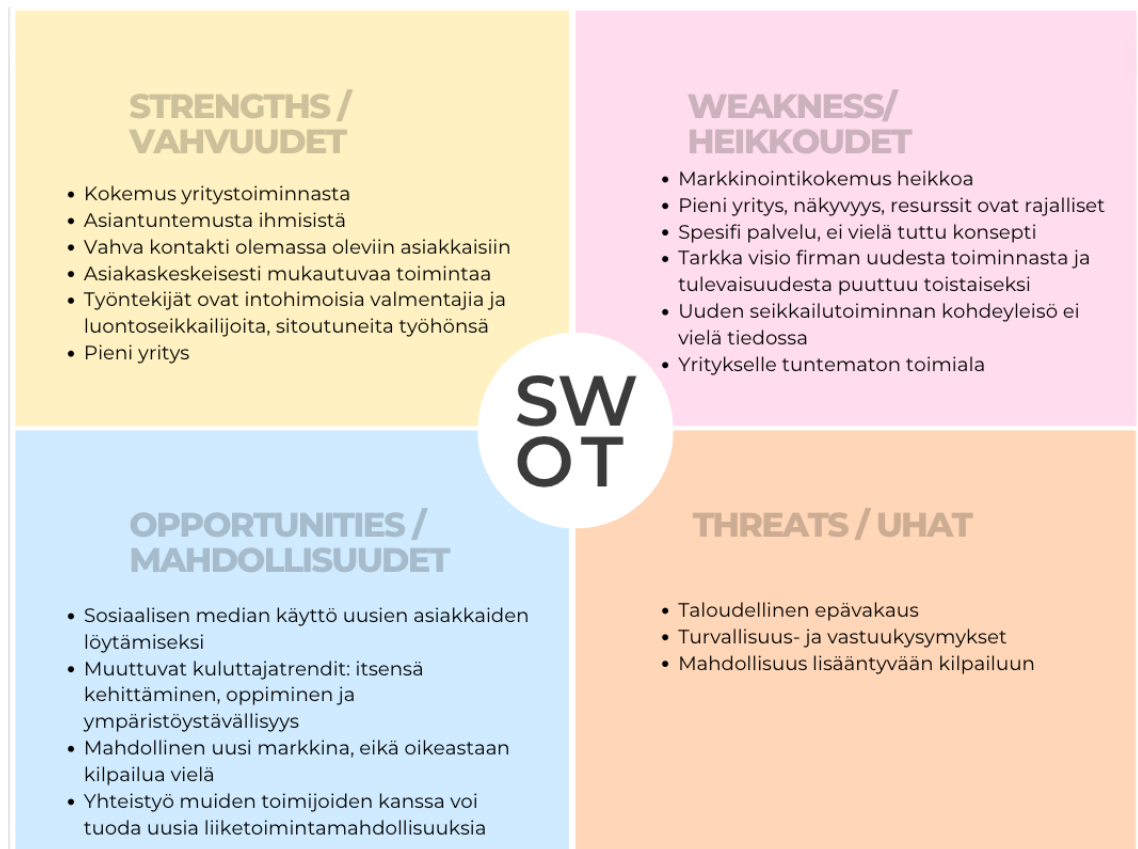 STRENGTHS /
VAHVUUDET
• Kokemus yritystoiminnasta
• Asiantuntemusta ihmisistä
• Vahva kontakti olemassa oleviin asiakkaisiin
• Asiakaskeskeisesti mukautuvaa toimintaa
• Työntekijät ovat intohimoisia valmentajia ja
luontoseikkailijoita, sitoutuneita työhönsä
• Pieni yritys
WEAKNESS/
HEIKKOUDET
• Markkinointikokemus heikkoa
• Pieni yritys, näkyvyys, resurssit ovat rajalliset
• Spesifi palvelu, ei vielä tuttu konsepti
• Tarkka visio firman uudesta toiminnasta ja
tulevaisuudesta puuttuu toistaiseksi
• Uuden seikkailutoiminnan kohdeyleisö ei
vielä tiedossa
• Yritykselle tuntematon toimiala
SW
OT
OPPORTUNITIES /
MAHDOLLISUUDET
• Sosiaalisen median käyttö uusien asiakkaiden
löytämiseksi
• Muuttuvat kuluttajatrendit: itsensä
kehittäminen, oppiminen ja
ympäristöystävällisyys
• Mahdollinen uusi markkina, eikä oikeastaan
kilpailua vielä
• Yhteistyö muiden toimijoiden kanssa voi
tuoda uusia liiketoimintamahdollisuuksia
THREATS / UHAT
• Taloudellinen epävakaus
• Turvallisuus- ja vastuukysymykset
• Mahdollisuus lisääntyvään kilpailuun